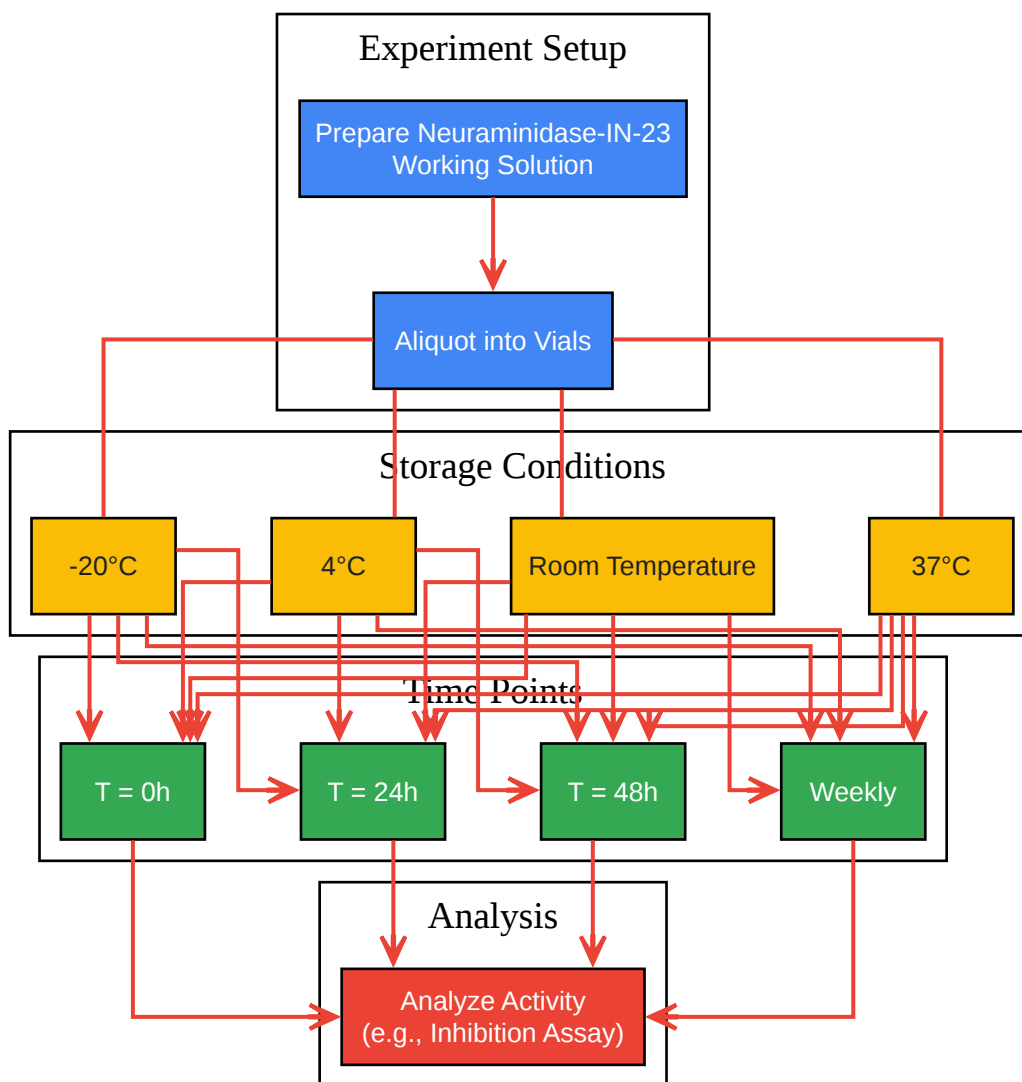 Experiment Setup
Prepare Neuraminidase-IN-23
Working Solution
Aliquot into Vials
Storage Conditions
-20°C
4°C
Room Temperature
37°C
Time Points
T = 0h
T = 24h
T = 48h
Weekly
Analysis
Analyze Activity
(e.g., Inhibition Assay)